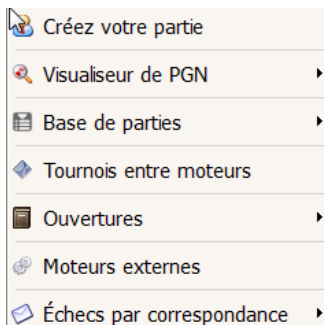 Créez votre partie
Visualiseur de PGN
Base de parties
Tournois entre moteurs
Ouvertures
Moteurs externes
Échecs par correspondance